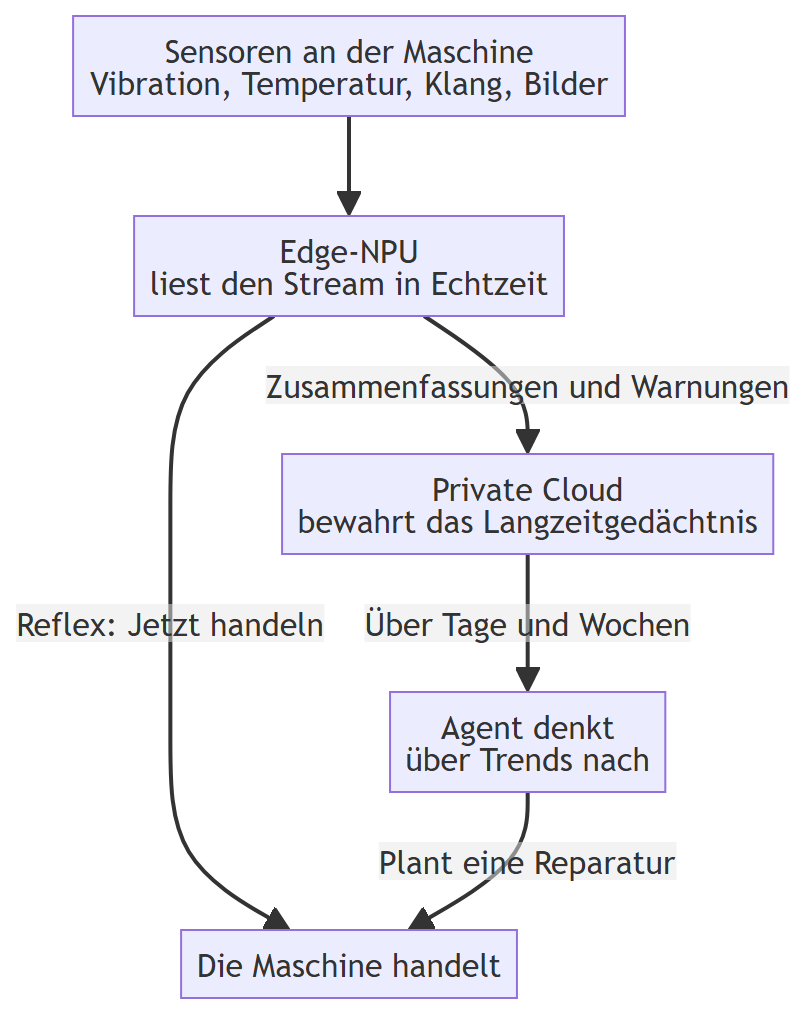 Sensoren an der Maschine
Vibration, Temperatur, Klang, Bilder
Edge-NPU
liest den Stream in Echtzeit
Zusammenfassungen und Warnungen
Private Cloud
bewahrt das Langzeitgedächtnis
Reflex: Jetzt handeln
Über Tage und Wochen
Agent denkt
über Trends nach
Plant eine Reparatur
Die Maschine handelt